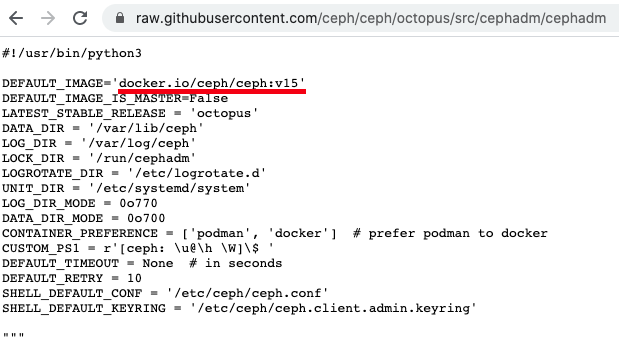 raw.githubusercontent.com/ceph/ceph/octopus/src/cephadm/cephadm
#!/usr/bin/python3
DEFAULT_IMAGE='docker.io/ceph/ceph:v15'
DEFAULT_IMAGE_IS_MASTER=False
LATEST_STABLE_RELEASE = 'octopus'
DATA_DIR = '/var/lib/ceph'
LOG_DIR = '/var/log/ceph'
LOCK_DIR = '/run/cephadm'
LOGROTATE_DIR = '/etc/logrotate.d'
UNIT_DIR = '/etc/systemd/system'
LOG_DIR_MODE = 0o770
DATA_DIR_MODE = 0o700
CONTAINER_PREFERENCE = ['podman', 'docker']  # prefer podman to docker
CUSTOM_PS1 = r'[ceph: \u@\h \W]\$ '
DEFAULT_TIMEOUT = None  # in seconds
DEFAULT_RETRY = 10
SHELL_DEFAULT_CONF = '/etc/ceph/ceph.conf'
SHELL_DEFAULT_KEYRING = '/etc/ceph/ceph.client.admin.keyring'
"""